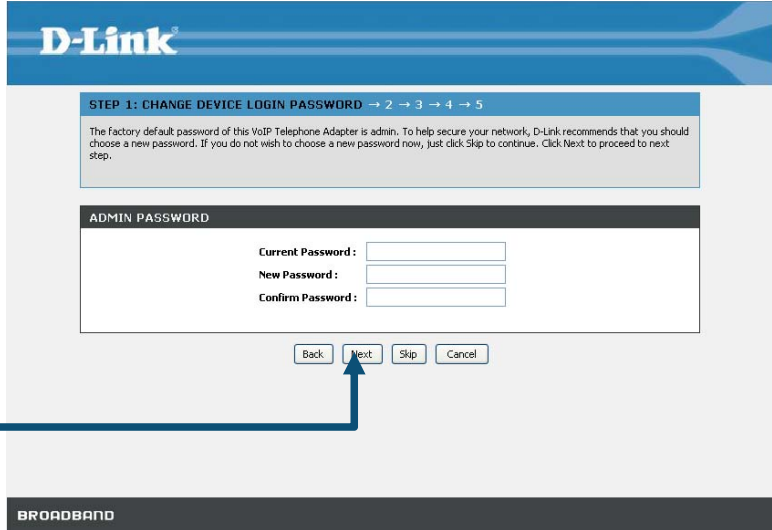 D-Link
STEP 1: CHANGE DEVICE LOGIN PASSWORD → 2 → 3 → 4 → 5
The factory default password of this VoIP Telephone Adapter is admin. To help secure your network, D-Link recommends that you should
choose a new password. If you do not wish to choose a new password now, just click Skip to continue. Click Next to proceed to next
step.
ADMIN PASSWORD
Current Password :
New Password :
Confirm Password :
Back Next Skip Cancel
BROADBAND